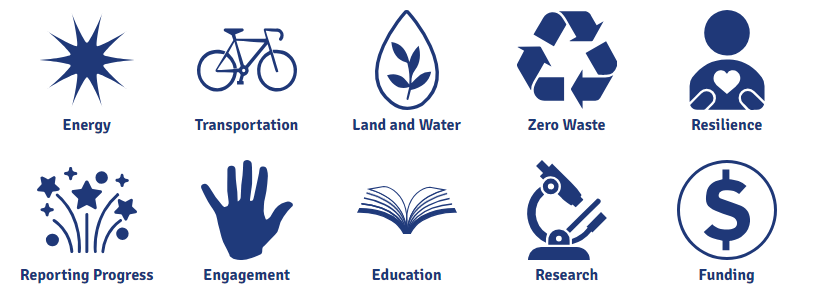 Energy
Transportation
Land and Water
Zero Waste
Resilience
Reporting Progress
Engagement
Education
Research
Funding